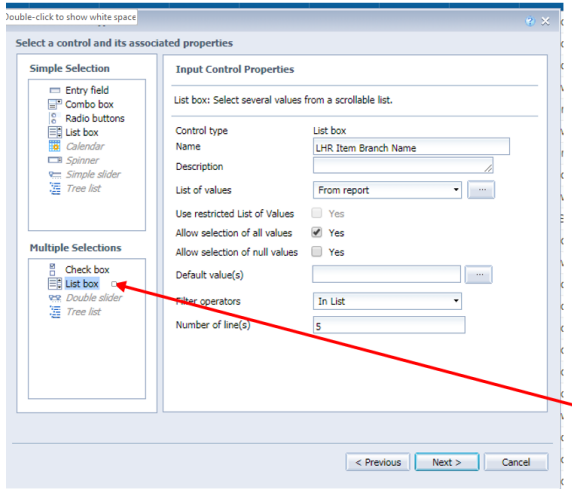 Double-click to show white space
Select a control and its associated properties
Simple Selection
Entry field
Combo box
Radio buttons
List box
Calendar
Spinner
Simple slider
Tree list
Multiple Selections
Check box
List box
Double slider
Tree list
Input Control Properties
List box: Select several values from a scrollable list.
Control type List box
Name LHR Item Branch Name
Description
List of values From report ...
Use restricted List of Values Yes
Allow selection of all values Yes
Allow selection of null values Yes
Default value(s) ...
Filter operators In List
Number of line(s) 5
< Previous Next > Cancel